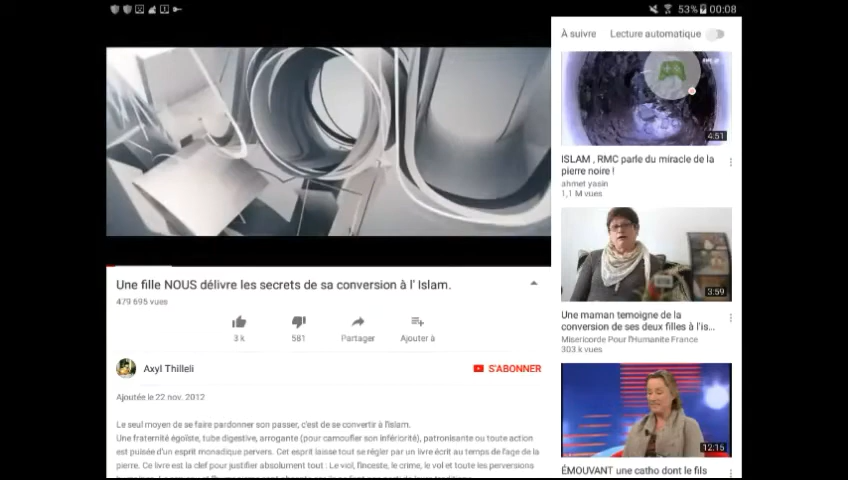 53% 00:08
À suivre Lecture automatique
4:51
ISLAM , RMC parle du miracle de la
pierre noire !
ahmet yasin
1,1 M vues
3:59
Une maman temoigne de la
conversion de ses deux filles à l'is...
Misericorde Pour l'Humanite France
303 k vues
12:15
ÉMOUVANT une catho dont le fils
Une fille NOUS délivre les secrets de sa conversion à l' Islam.
479 695 vues
3 k 581 Partager Ajouter à
Axyl Thilleli S'ABONNER
Ajoutée le 22 nov. 2012
Le seul moyen de se faire pardonner son passer, c'est de se convertir à l'islam.
Une fraternité égoïste, tube digestive, arrogante (pour camoufler son infériorité), patronisante ou toute action
est puisée d'un esprit monadique pervers. Cet esprit laisse tout se régler par un livre écrit au temps de l'age de la
pierre. Ce livre est la clef pour justifier absolument tout : Le viol, l'inceste, le crime, le vol et toute les perversions